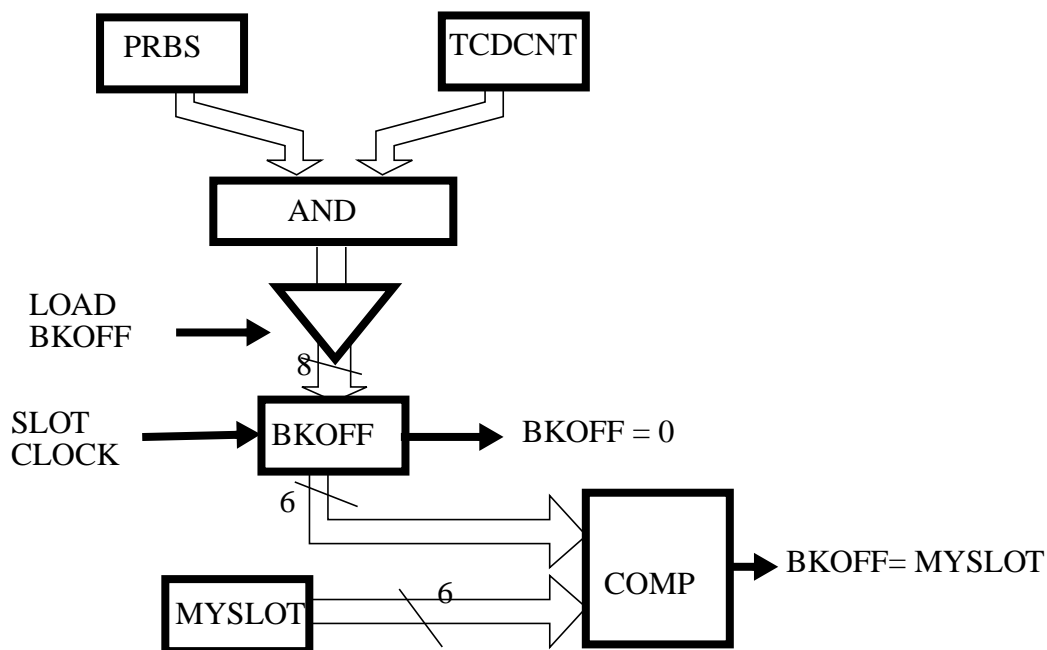 PRBS
TCDCNT
AND
LOAD
BKOFF
8
SLOT
CLOCK
BKOFF
BKOFF = 0
6
BKOFF= MYSLOT
COMP
MYSLOT
6